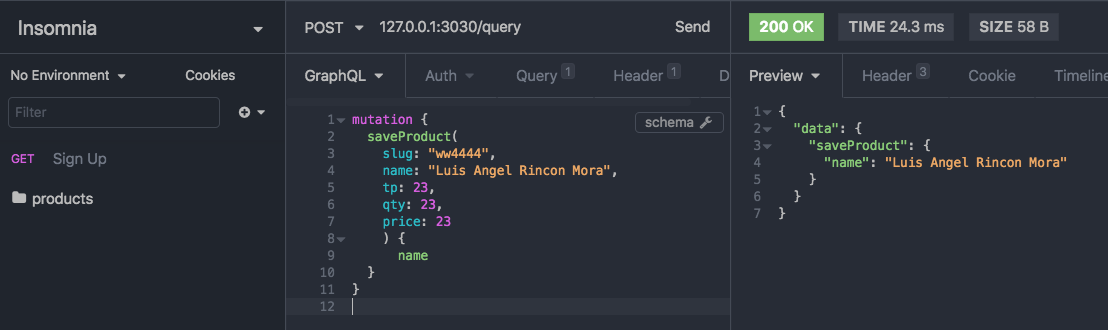 Insomnia
POST 127.0.0.1:3030/query Send
200 OK TIME 24.3 ms SIZE 58 B
No Environment Cookies
GraphQL Auth Query 1 Header 1 D
Preview Header 3 Cookie Timeline
Filter
GET Sign Up
products
schema
1 mutation {
2 saveProduct(
3 slug: "ww4444",
4 name: "Luis Angel Rincon Mora",
5 tp: 23,
6 qty: 23,
7 price: 23
8 ) {
9 name
10 }
11 }
12
1 {
2 "data": {
3 "saveProduct": {
4 "name": "Luis Angel Rincon Mora"
5 }
6 }
7 }